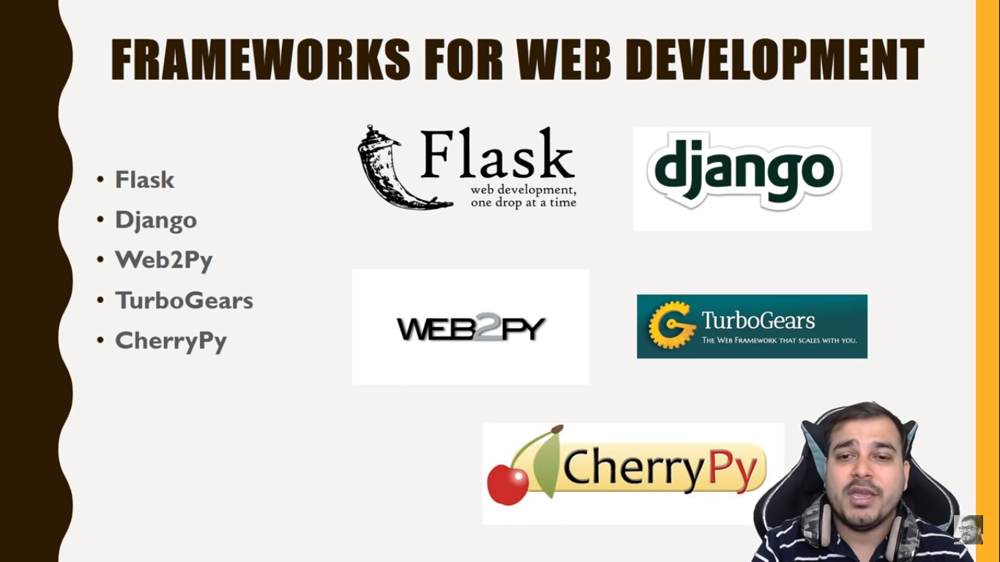 FRAMEWORKS FOR WEB DEVELOPMENT
• Flask
• Django
• Web2Py
• TurboGears
• CherryPy
Flask
web development,
one drop at a time
django
WEB2PY
TurboGears
THE WEB FRAMEWORK THAT SCALES WITH YOU.
CherryPy